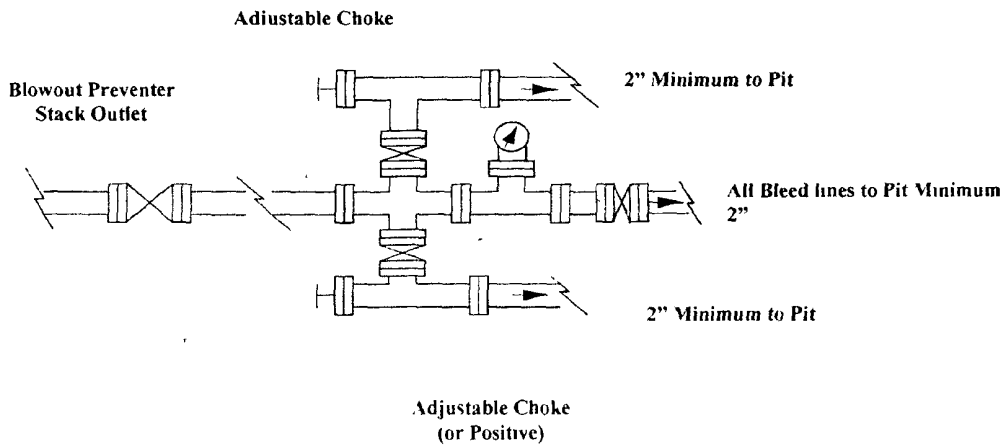 Adjustable Choke
2” Minimum to Pit
Blowout Preventer
Stack Outlet
All Bleed lines to Pit Minimum
2”
2” Minimum to Pit
Adjustable Choke
(or Positive)